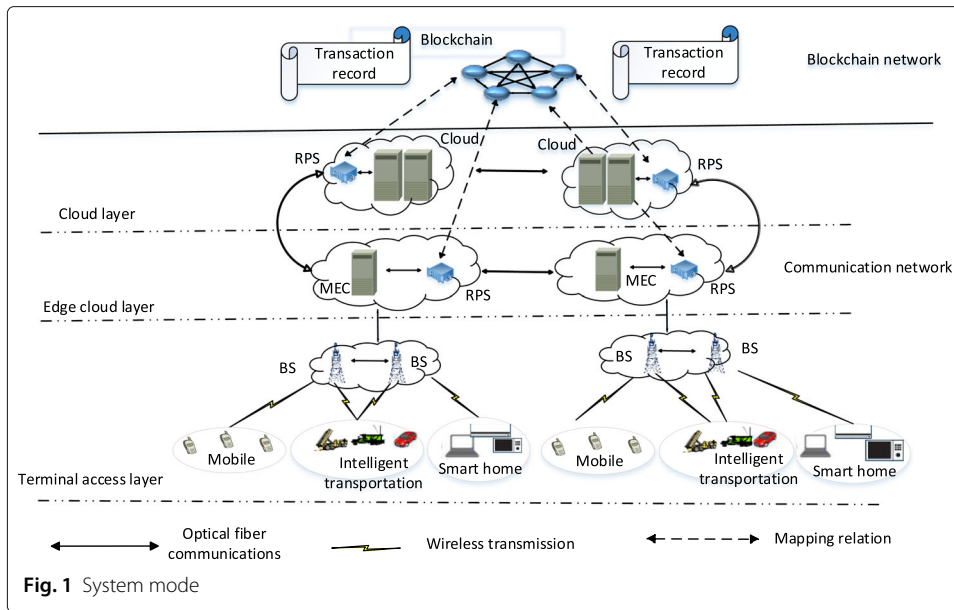 Blockchain
Transaction
record
Transaction
record
Blockchain network
Cloud
Cloud
RPS
RPS
Cloud layer
MEC
RPS
MEC
RPS
Communication network
Edge cloud layer
BS
BS
BS
BS
Mobile
Intelligent
transportation
Smart home
Mobile
Intelligent
transportation
Smart home
Terminal access layer
Optical fiber
communications
Wireless transmission
Mapping relation
Fig. 1 System mode